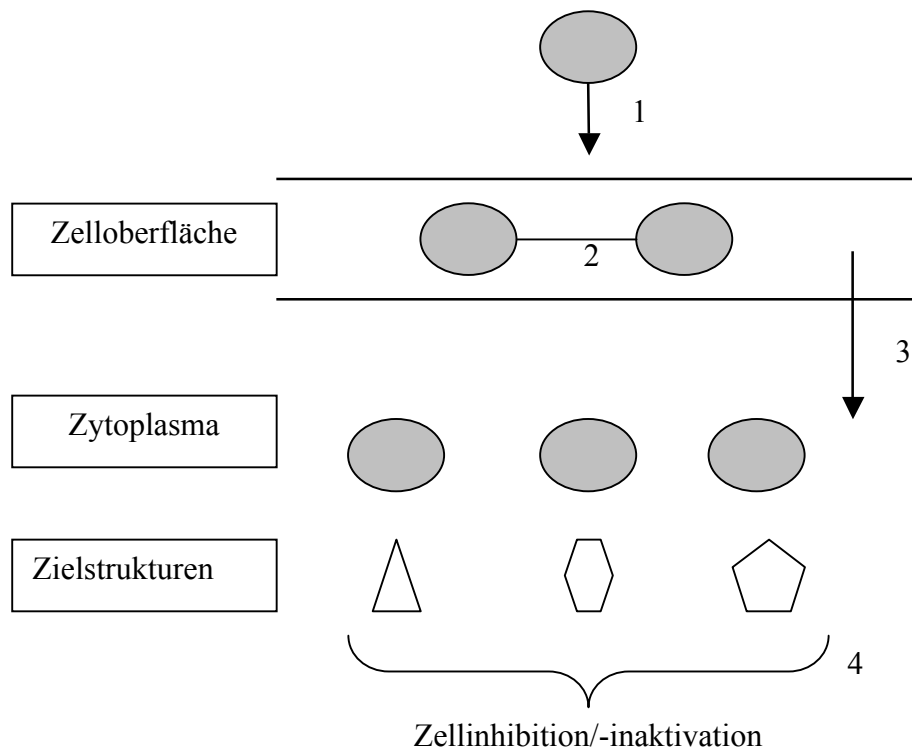 1
Zelloberfläche
2
3
Zytoplasma
Zielstrukturen
4
Zellinhibition/-inaktivation